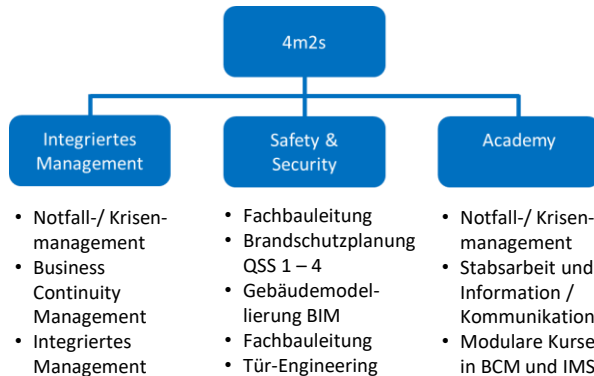 4m2s
Integriertes
Management
Safety &
Security
Academy
• Notfall-/ Krisen-
management
• Business
Continuity
Management
• Integriertes
Management
• Fachbauleitung
• Brandschutzplanung
QSS 1 – 4
• Gebäudemodel-
lierung BIM
• Fachbauleitung
• Tür-Engineering
• Notfall-/ Krisen-
management
• Stabsarbeit und
Information /
Kommunikation
• Modulare Kurse
in BCM und IMS